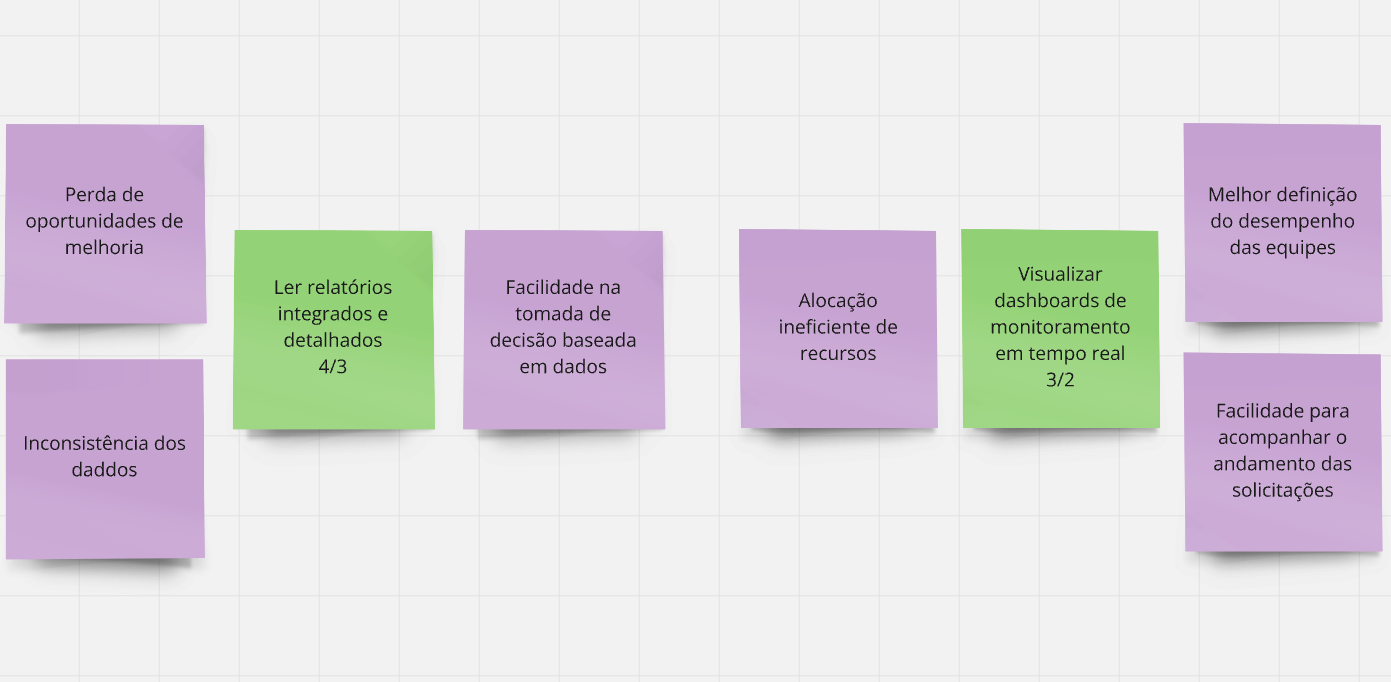 Perda de
oportunidades de
melhoria
Inconsistência dos
daddos
Ler relatórios
integrados e
detalhados
4/3
Facilidade na
tomada de
decisão baseada
em dados
Alocação
ineficiente de
recursos
Visualizar
dashboards de
monitoramento
em tempo real
3/2
Melhor definição
do desempenho
das equipes
Facilidade para
acompanhar o
andamento das
solicitações